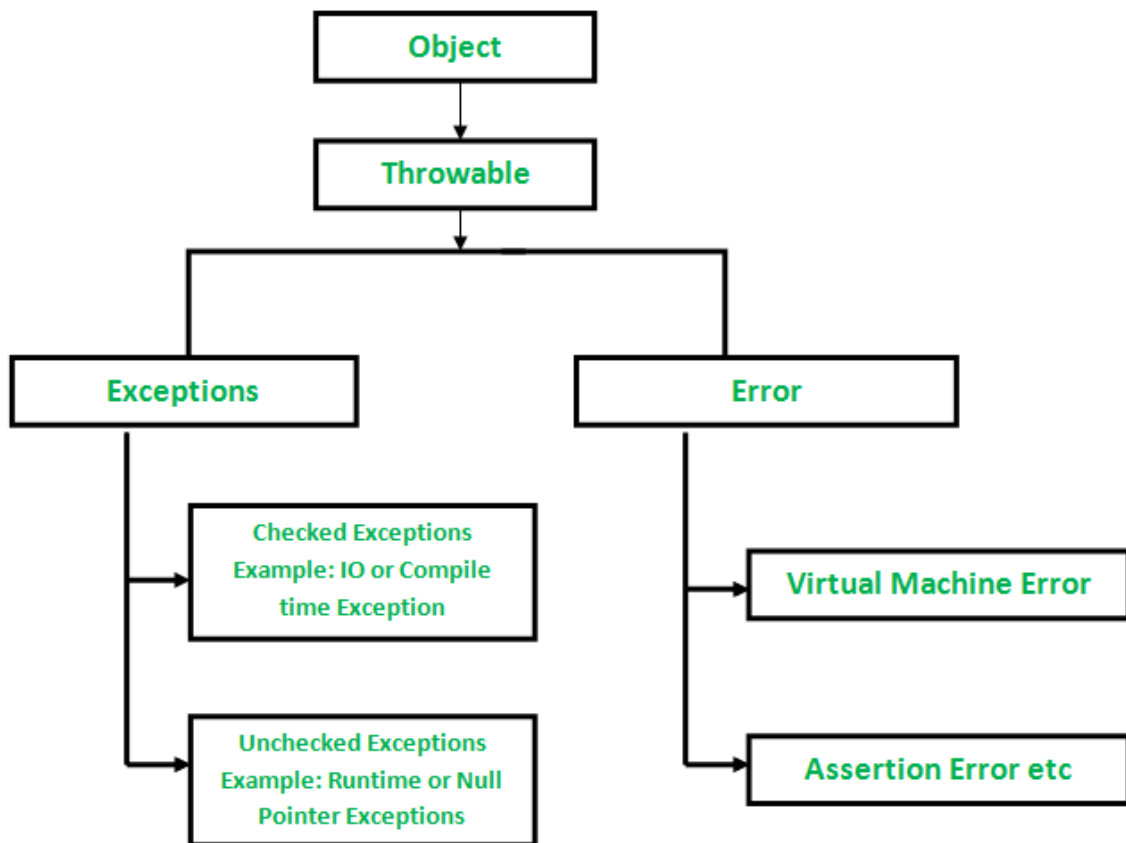 Object
Throwable
Exceptions
Error
Checked Exceptions
Example: IO or Compile
time Exception
Unchecked Exceptions
Example: Runtime or Null
Pointer Exceptions
Virtual Machine Error
Assertion Error etc